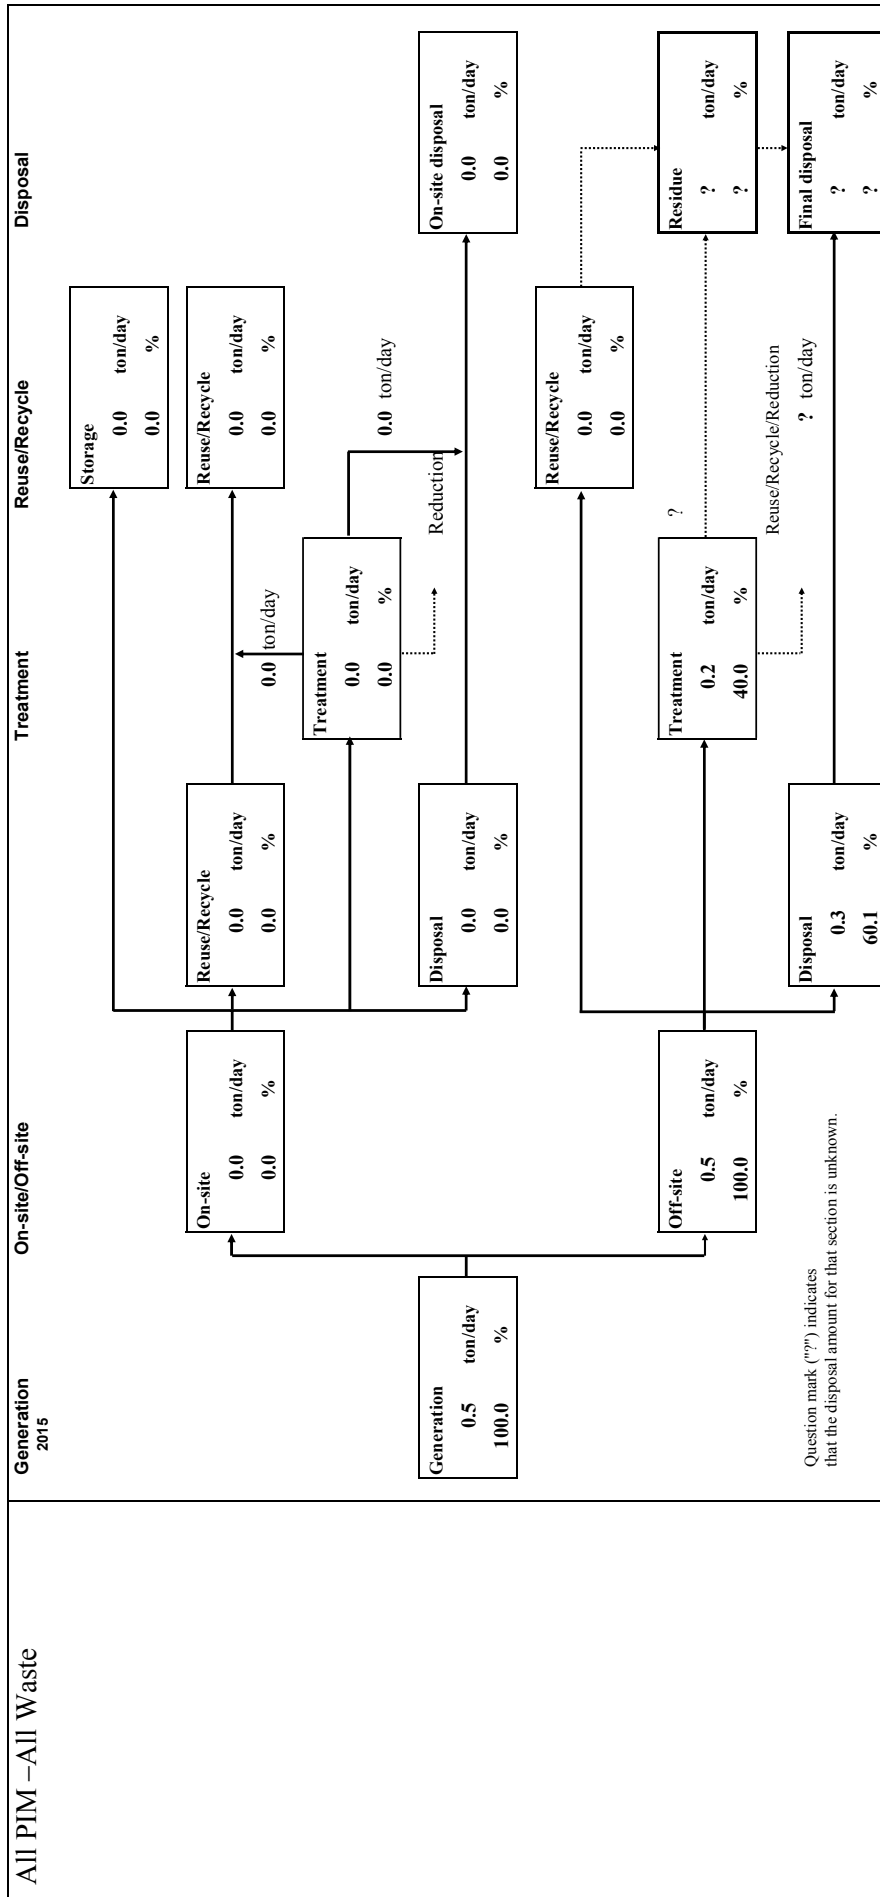 All PIM –All Waste
Generation On-site/Off-site Treatment Reuse/Recycle Disposal
2015
Storage
0.0 ton/day
0.0 %
On-site
0.0 ton/day
0.0 %
Reuse/Recycle
0.0 ton/day
0.0 %
Reuse/Recycle
0.0 ton/day
0.0 %
0.0 ton/day
Treatment
0.0 ton/day
0.0 %
0.0 ton/day
Reduction
Generation
0.5 ton/day
100.0 %
Disposal
0.0 ton/day
0.0 %
On-site disposal
0.0 ton/day
0.0 %
Reuse/Recycle
0.0 ton/day
0.0 %
Off-site
0.5 ton/day
100.0 %
Treatment
0.2 ton/day
40.0 %
?
Residue
? ton/day
? %
Reuse/Recycle/Reduction
? ton/day
Disposal
0.3 ton/day
60.1 %
Final disposal
? ton/day
? %
Question mark ("?") indicates
that the disposal amount for that section is unknown.